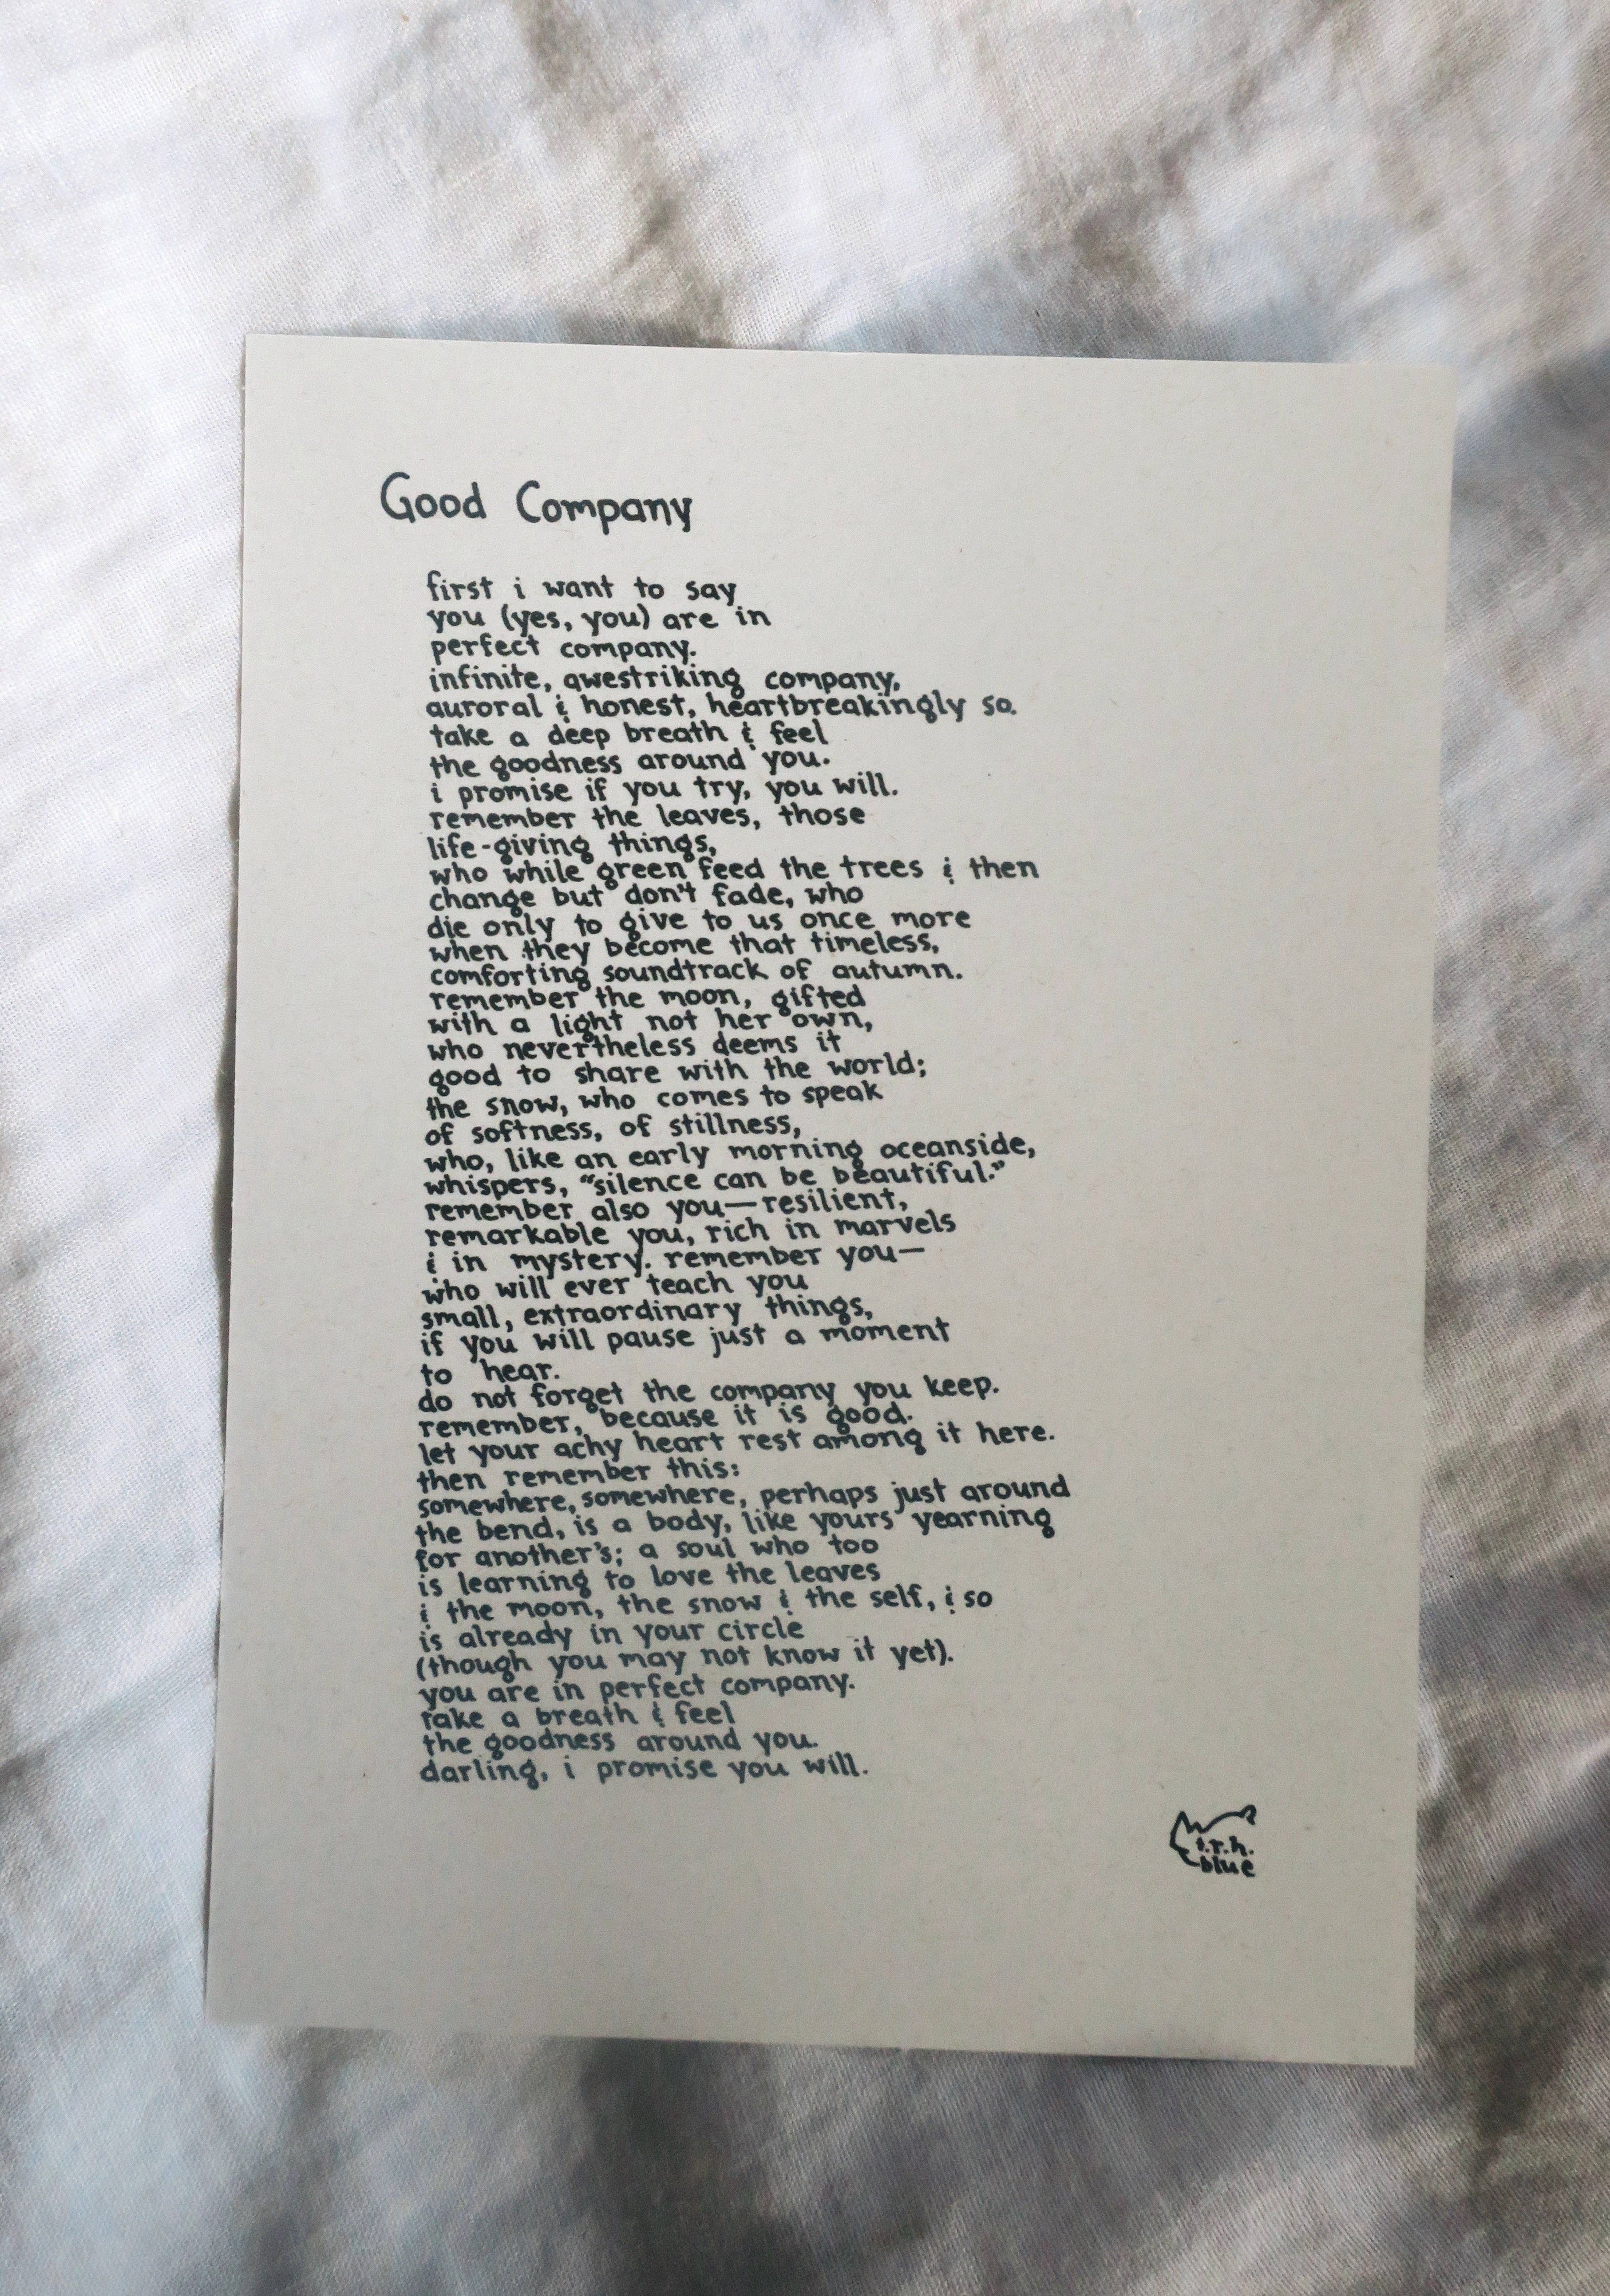 Good Company
first i want to say
you (yes, you) are in
perfect company.
infinite, awestriking company,
auroral & honest, heartbreakingly so.
take a deep breath & feel
the goodness around you.
i promise if you try, you will.
remember the leaves, those
life-giving things,
who while green feed the trees & then
change but don't fade, who
die only to give to us once more
when they become that timeless,
comforting soundtrack of autumn.
remember the moon, gifted
with a light not her own,
who nevertheless deems it
good to share with the world;
the snow, who comes to speak
of softness, of stillness,
who, like an early morning oceanside,
whispers, "silence can be beautiful."
remember also you—resilient,
remarkable you, rich in marvels
& in mystery. remember you—
who will ever teach you
small, extraordinary things,
if you will pause just a moment
to hear.
do not forget the company you keep.
remember, because it is good.
let your achy heart rest among it here.
then remember this:
somewhere, somewhere, perhaps just around
the bend, is a body, like yours yearning
for another's; a soul who too
is learning to love the leaves
& the moon, the snow & the self, & so
is already in your circle
(though you may not know it yet).
you are in perfect company.
take a breath & feel
the goodness around you.
darling, i promise you will.
t.r.h.
blue